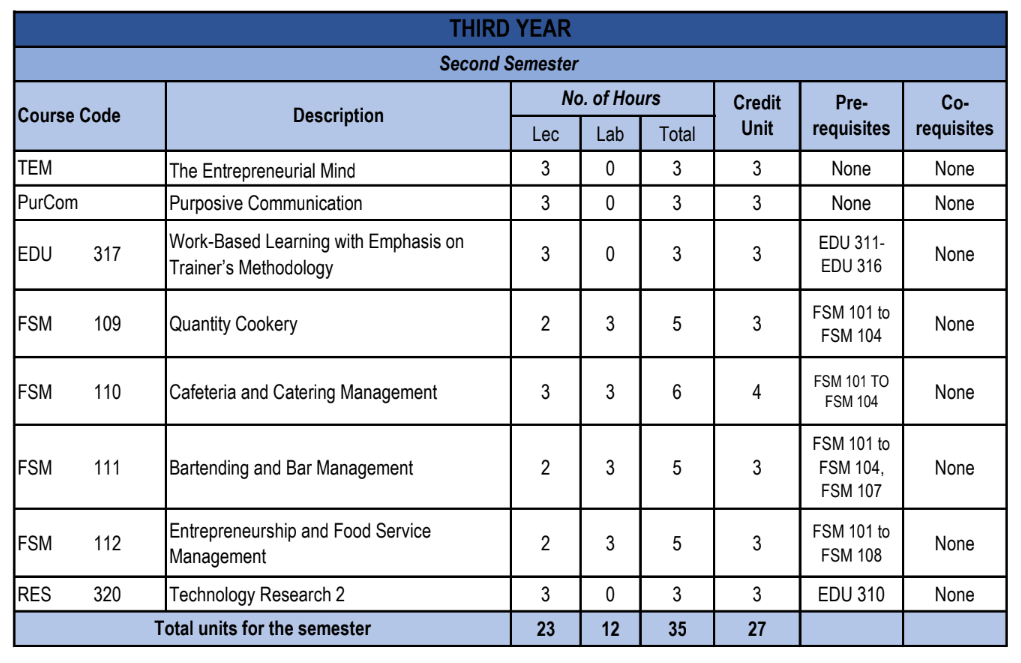 THIRD YEAR
Second Semester
Course Code Description No. of Hours Credit Unit Pre-requisites Co-requisites
Lec Lab Total
TEM The Entrepreneurial Mind 3 0 3 3 None None
PurCom Purposive Communication 3 0 3 3 None None
EDU 317 Work-Based Learning with Emphasis on Trainer's Methodology 3 0 3 3 EDU 311-EDU 316 None
FSM 109 Quantity Cookery 2 3 5 3 FSM 101 to FSM 104 None
FSM 110 Cafeteria and Catering Management 3 3 6 4 FSM 101 TO FSM 104 None
FSM 111 Bartending and Bar Management 2 3 5 3 FSM 101 to FSM 104, FSM 107 None
FSM 112 Entrepreneurship and Food Service Management 2 3 5 3 FSM 101 to FSM 108 None
RES 320 Technology Research 2 3 0 3 3 EDU 310 None
Total units for the semester 23 12 35 27